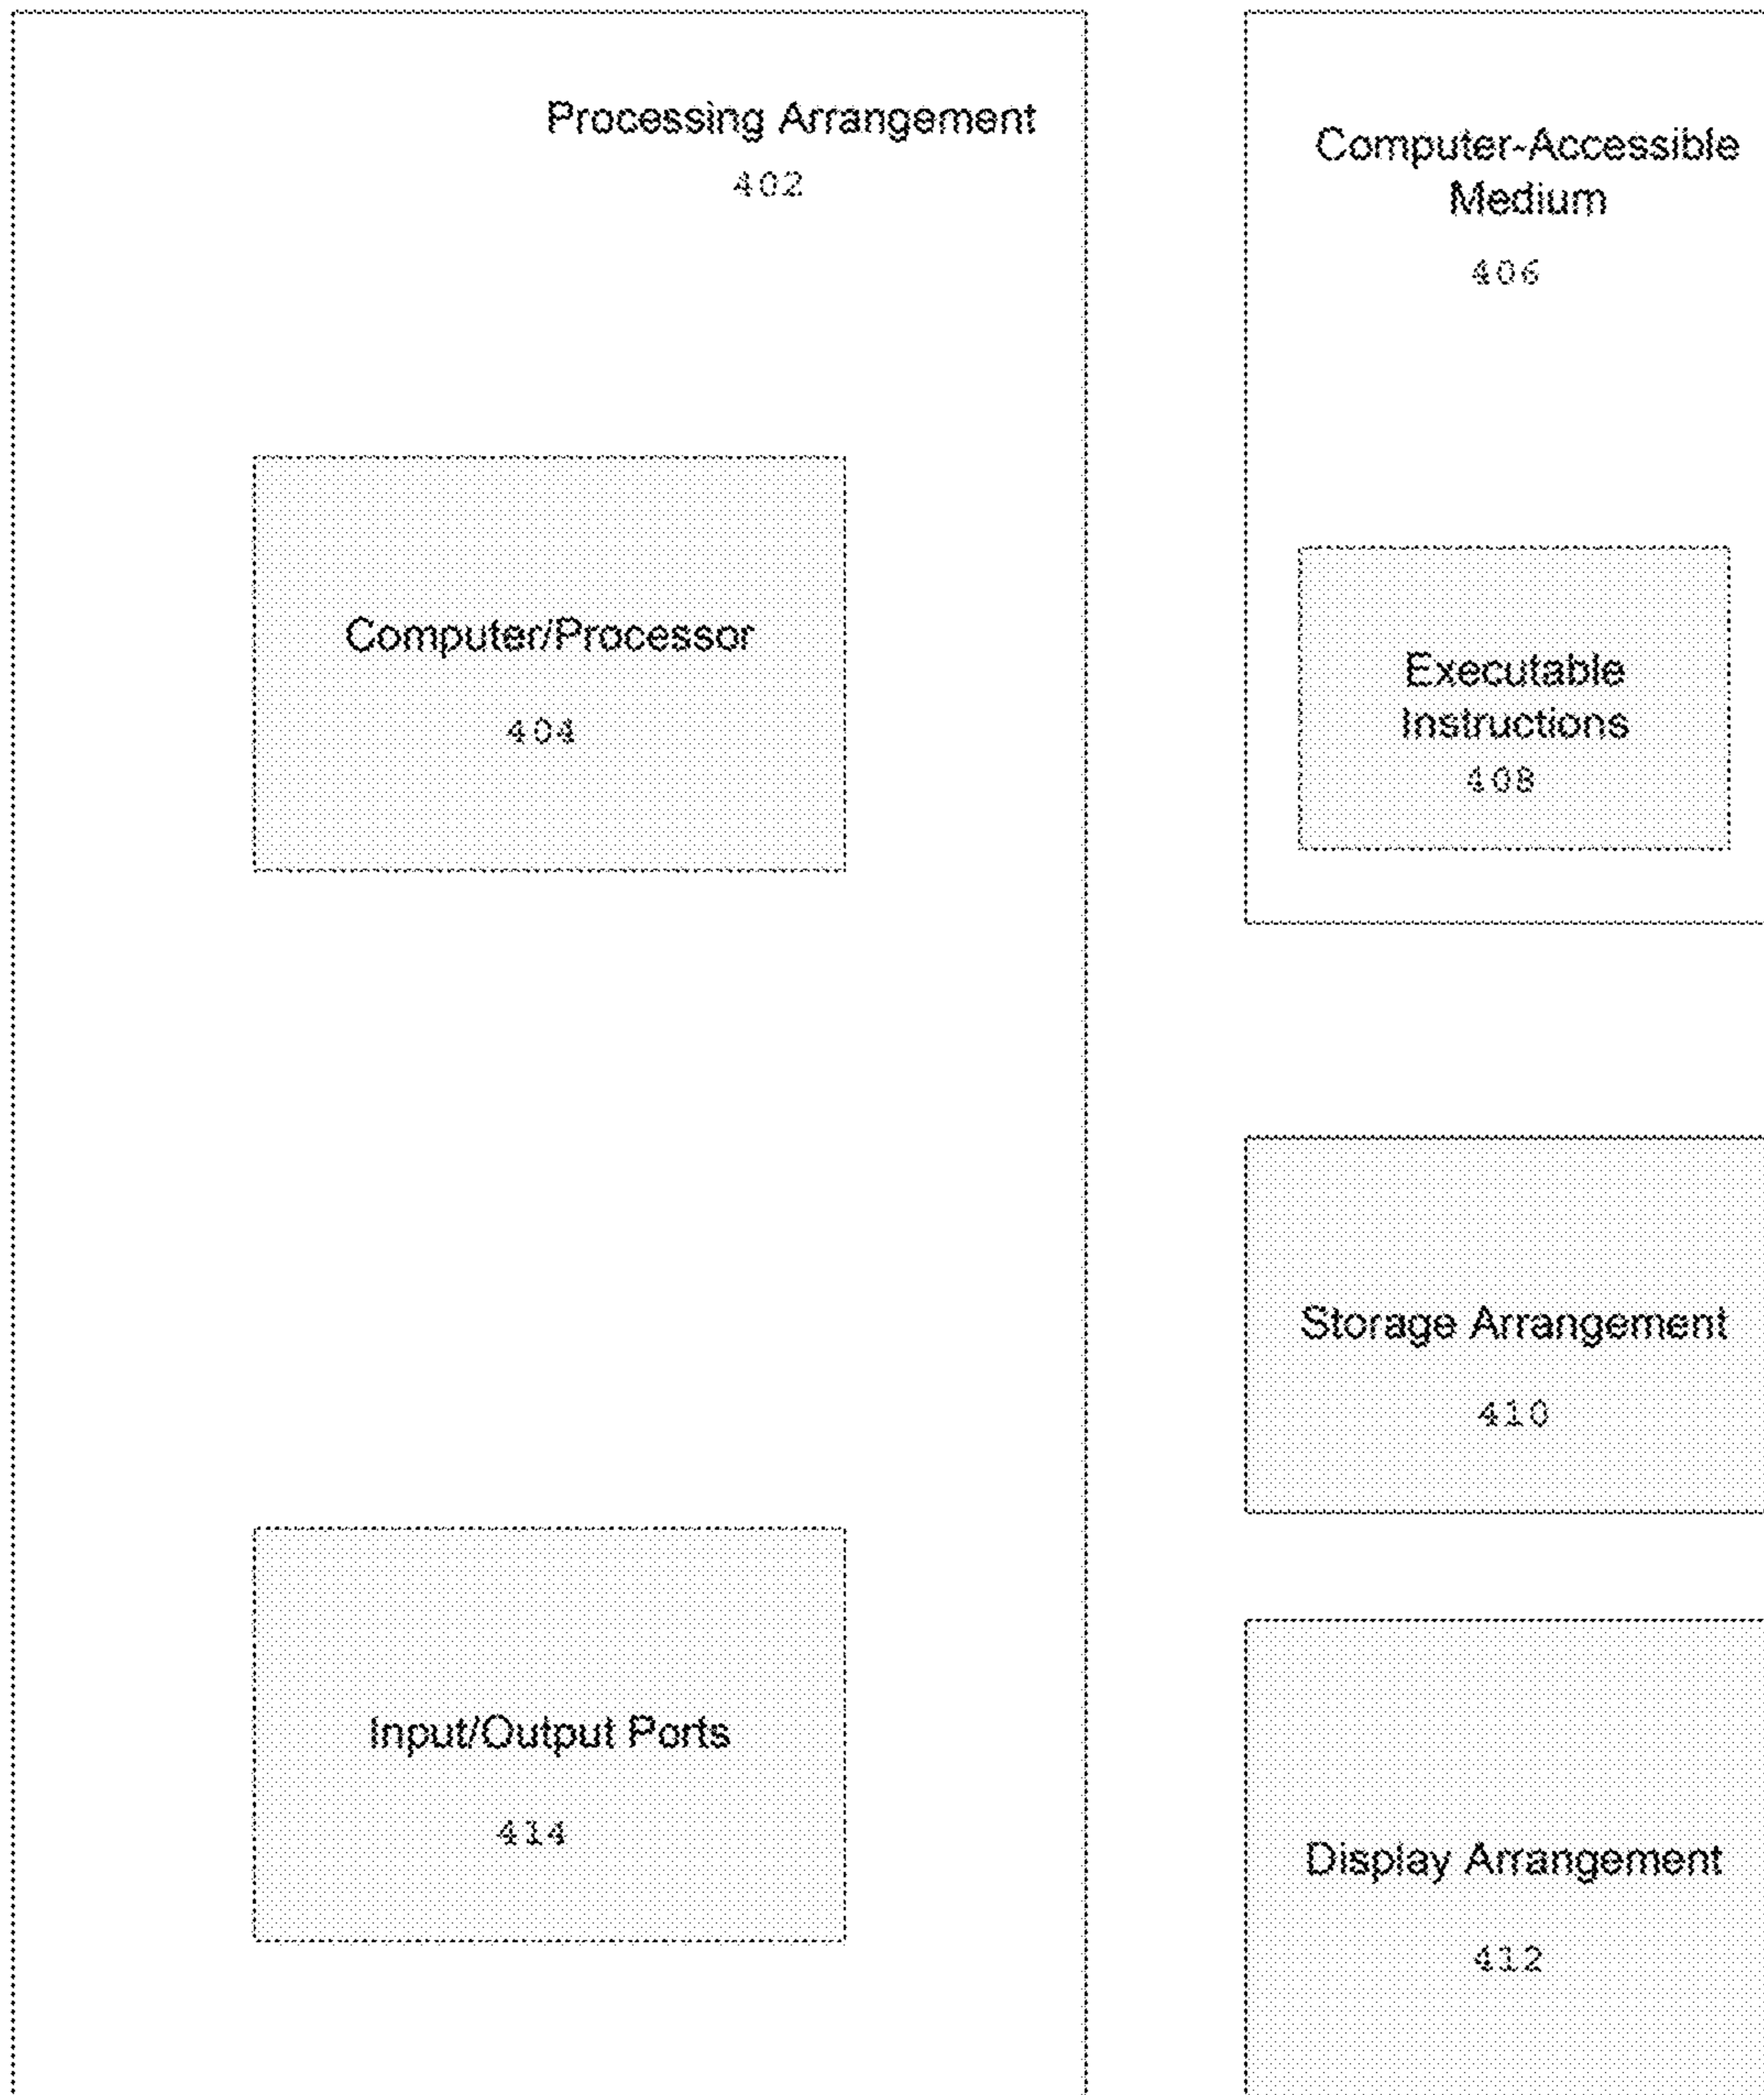 Processing Arrangement
402
Computer/Processor
404
Input/Output Ports
414
Computer-Accessible
Medium
406
Executable
Instructions
408
Storage Arrangement
410
Display Arrangement
412